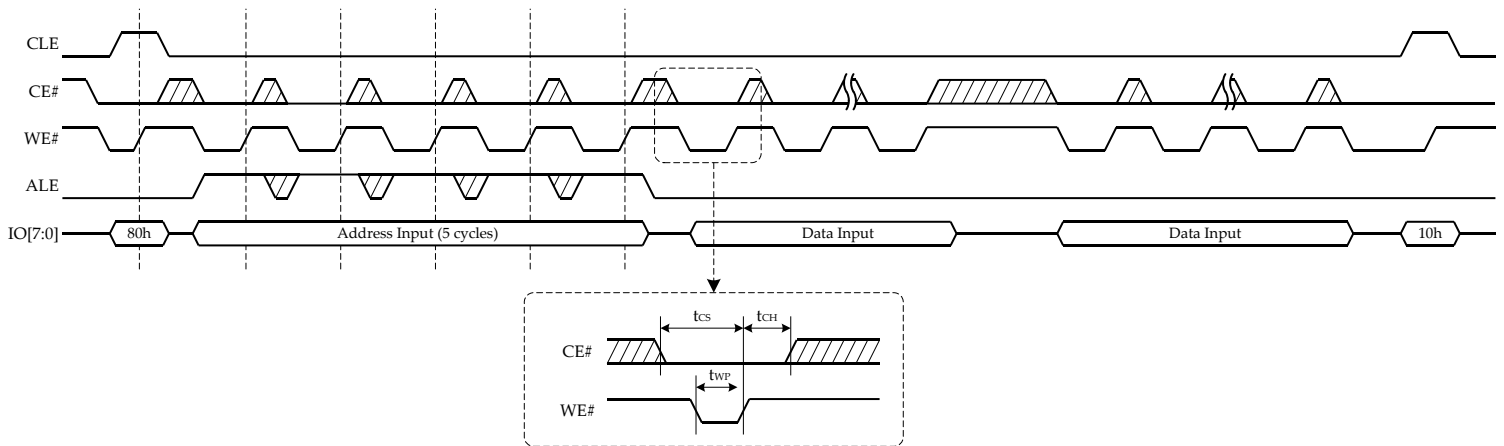 CLE
CE#
WE#
ALE
IO[7:0] 80h Address Input (5 cycles) Data Input Data Input 10h
tCS tCH
CE#
tWP
WE#